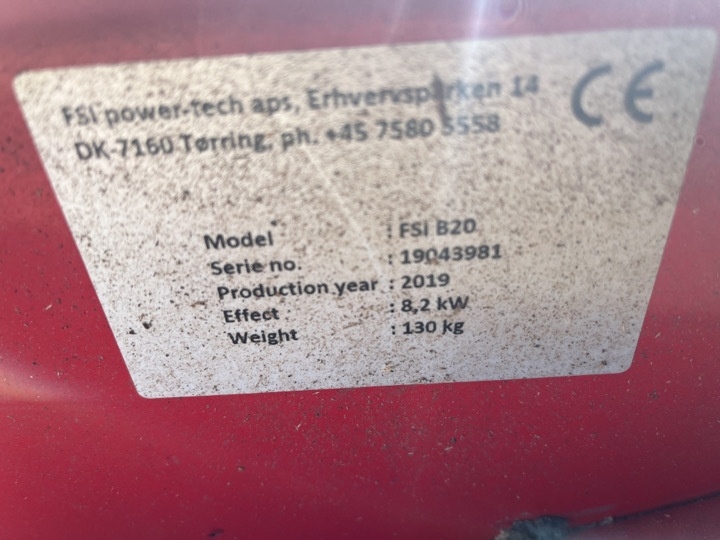 FSI power-tech aps, Erhvervsparken 14
DK-7160 Tørring, ph. +45 7580 5558
CE
Model : FSI B20
Serie no. : 19043981
Production year : 2019
Effect : 8,2 kW
Weight : 130 kg